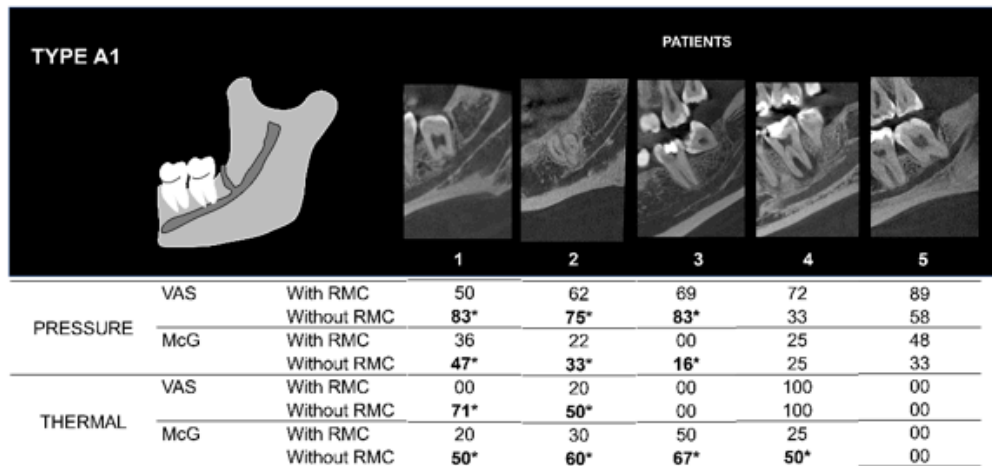 TYPE A1
PATIENTS
1 2 3 4 5
PRESSURE
VAS With RMC 50 62 69 72 89
Without RMC 83* 75* 83* 33 58
McG With RMC 36 22 00 25 48
Without RMC 47* 33* 16* 25 33
THERMAL
VAS With RMC 00 20 00 100 00
Without RMC 71* 50* 00 100 00
McG With RMC 20 30 50 25 00
Without RMC 50* 60* 67* 50* 00